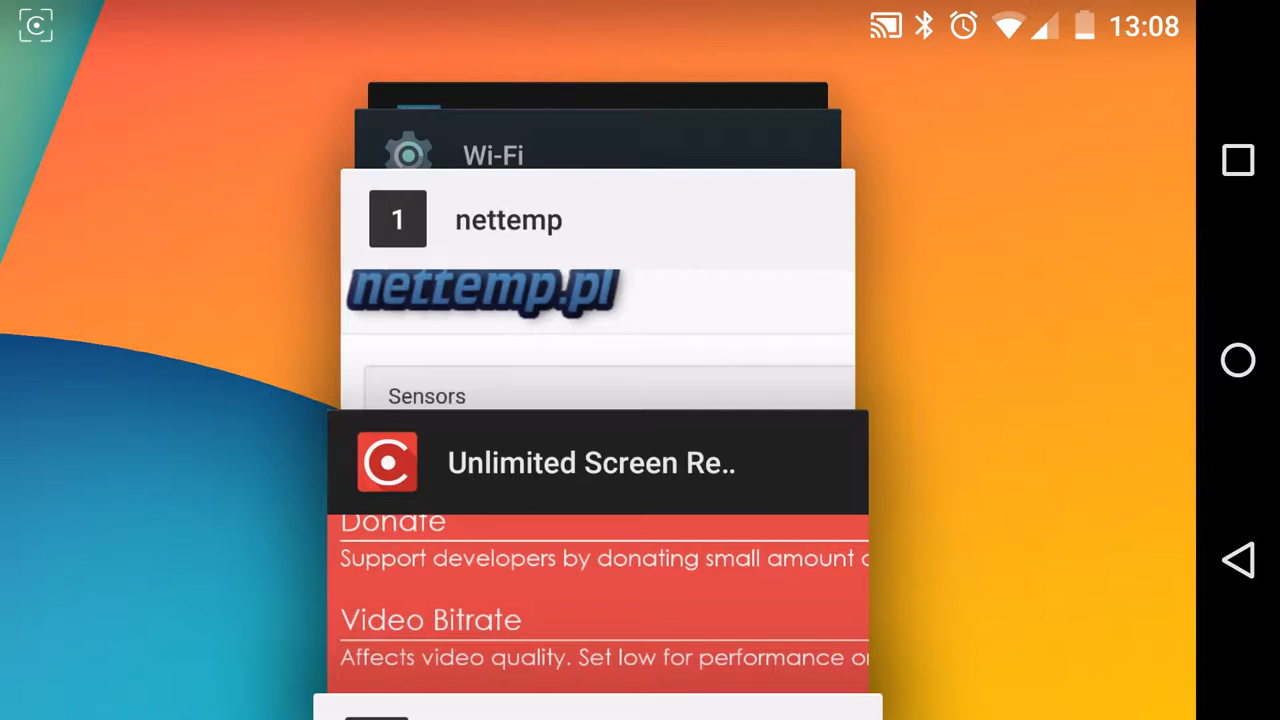 13:08
Wi-Fi
1 nettemp
nettemp.pl
Sensors
Unlimited Screen Re..
Donate
Support developers by donating small amount
Video Bitrate
Affects video quality. Set low for performance